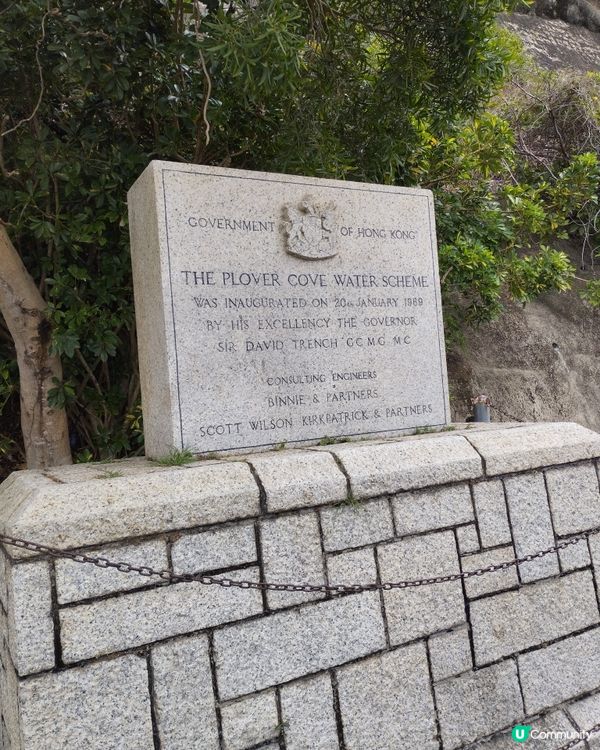 GOVERNMENT OF HONG KONG
THE PLOVER COVE WATER SCHEME
WAS INAUGURATED ON 20TH JANUARY 1969
BY HIS EXCELLENCY THE GOVERNOR
SIR DAVID TRENCH GCMG MC
CONSULTING ENGINEERS
BINNIE & PARTNERS
SCOTT WILSON KIRKPATRICK & PARTNERS
U Community